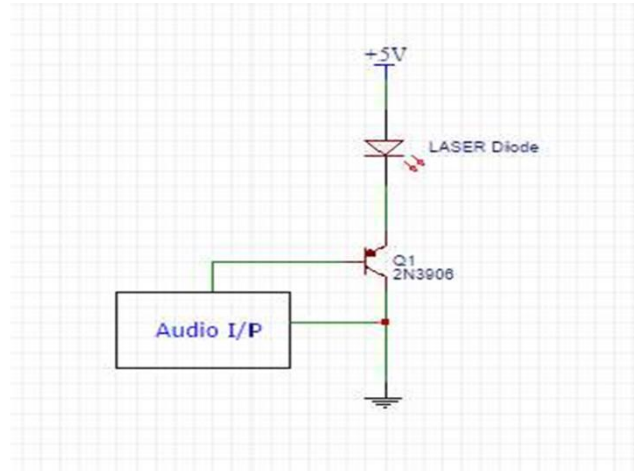 +5V
LASER Diode
Q1
2N3906
Audio I/P